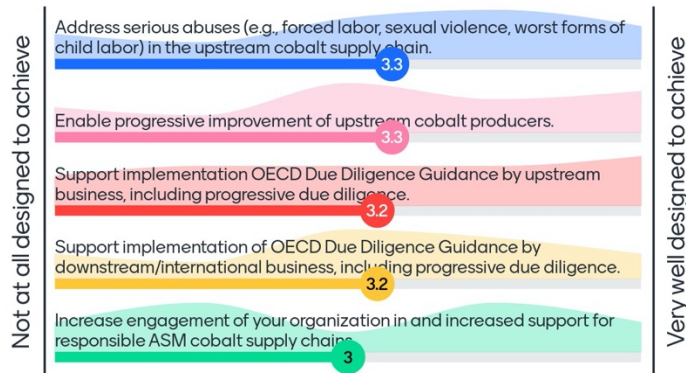 Not at all designed to achieve
Address serious abuses (e.g., forced labor, sexual violence, worst forms of
child labor) in the upstream cobalt supply chain.
3.3
Enable progressive improvement of upstream cobalt producers.
3.3
Support implementation OECD Due Diligence Guidance by upstream
business, including progressive due diligence.
3.2
Support implementation of OECD Due Diligence Guidance by
downstream/international business, including progressive due diligence.
3.2
Increase engagement of your organization in and increased support for
responsible ASM cobalt supply chains.
3
Very well designed to achieve